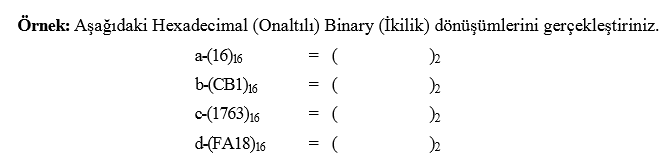 Örnek: Aşağıdaki Hexadecimal (Onaltılı) Binary (İkilik) dönüşümlerini gerçekleştiriniz.
a-(16)₁₆ = ( )₂
b-(CB1)₁₆ = ( )₂
c-(1763)₁₆ = ( )₂
d-(FA18)₁₆ = ( )₂